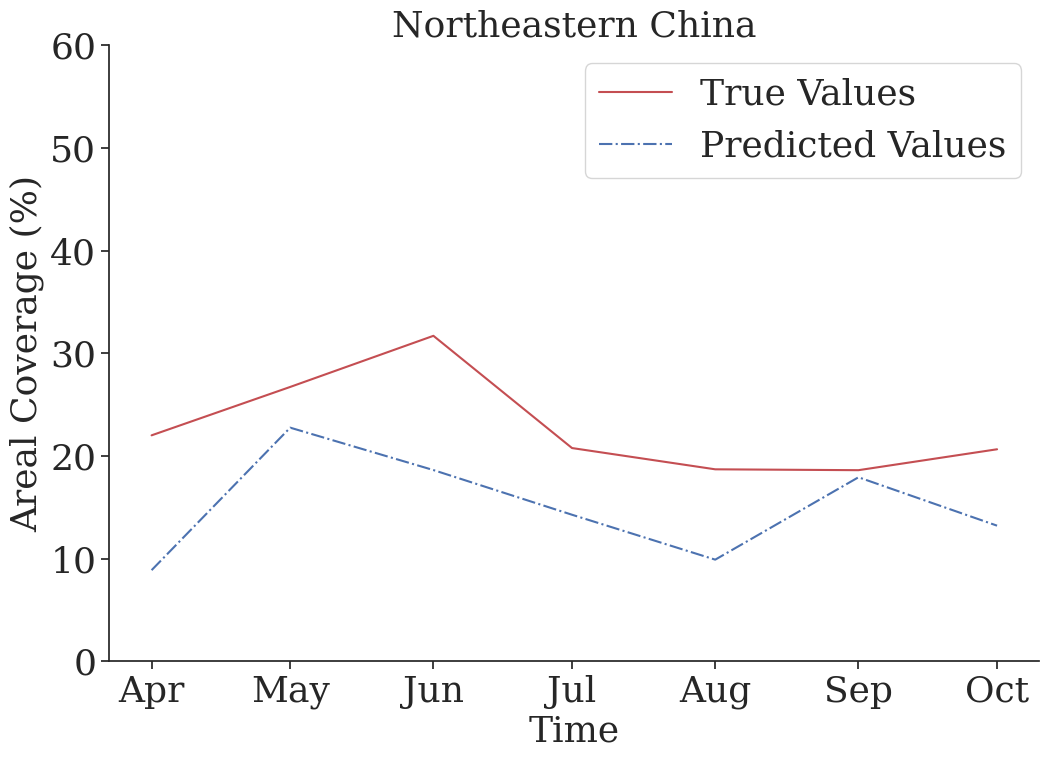 Northeastern China
60
50
40
30
20
10
0
Areal Coverage (%)
True Values
Predicted Values
Apr May Jun Jul Aug Sep Oct
Time